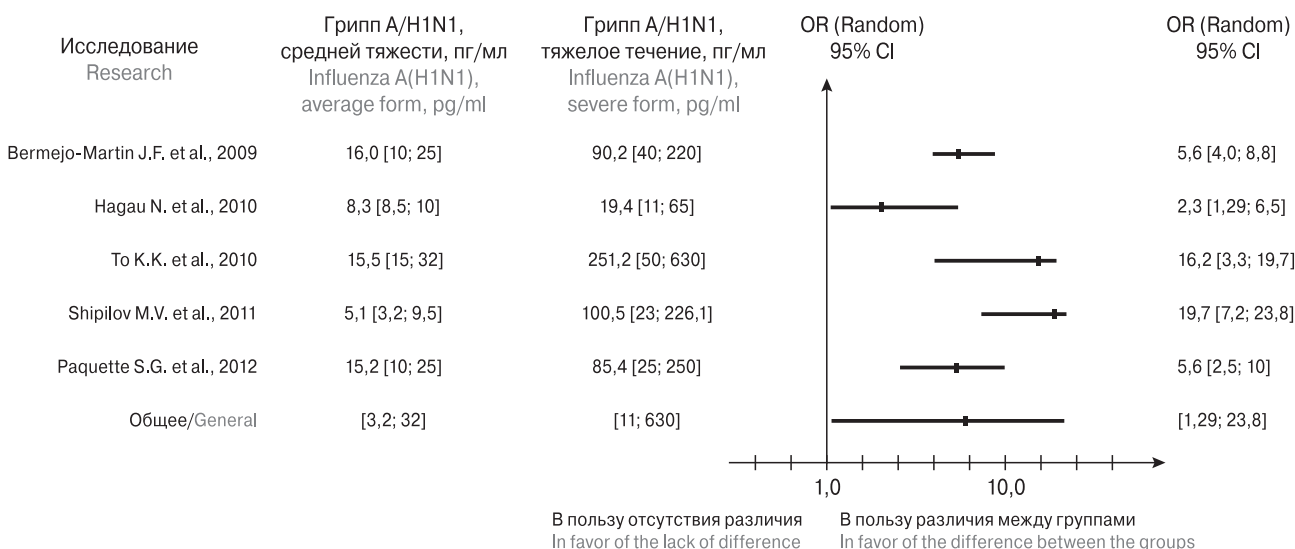 Исследование
Research
Грипп А/H1N1,
средней тяжести, пг/мл
Influenza A(H1N1),
average form, pg/ml
Грипп А/H1N1,
тяжелое течение, пг/мл
Influenza A(H1N1),
severe form, pg/ml
OR (Random)
95% CI
OR (Random)
95% CI
Bermejo-Martin J.F. et al., 2009 16,0 [10; 25] 90,2 [40; 220] 5,6 [4,0; 8,8]
Hagau N. et al., 2010 8,3 [8,5; 10] 19,4 [11; 65] 2,3 [1,29; 6,5]
To K.K. et al., 2010 15,5 [15; 32] 251,2 [50; 630] 16,2 [3,3; 19,7]
Shipilov M.V. et al., 2011 5,1 [3,2; 9,5] 100,5 [23; 226,1] 19,7 [7,2; 23,8]
Paquette S.G. et al., 2012 15,2 [10; 25] 85,4 [25; 250] 5,6 [2,5; 10]
Общее/General [3,2; 32] [11; 630] [1,29; 23,8]
1,0 10,0
В пользу отсутствия различия
In favor of the lack of difference
В пользу различия между группами
In favor of the difference between the groups